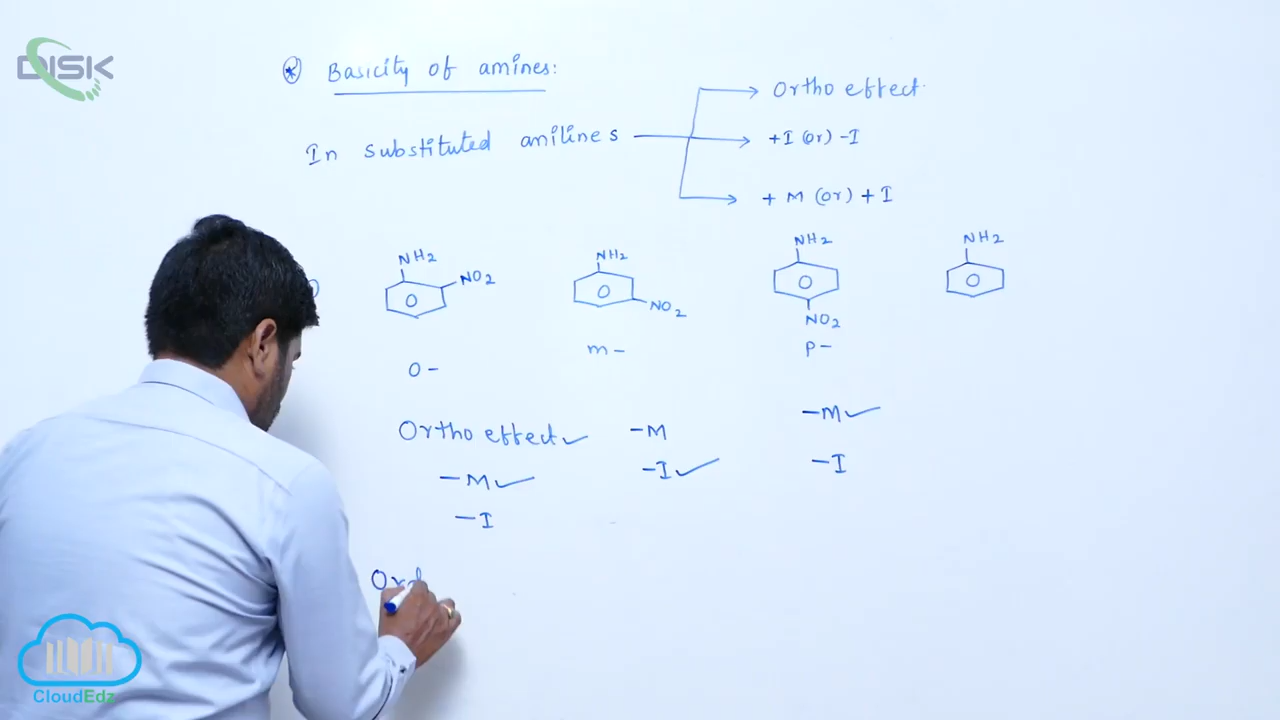 DISK
* Basicity of amines:
Ortho effect
In substituted anilines
+I (or) -I
+ M (or) + I
NH2
NO2
NH2
NO2
NH2
NO2
NH2
O -
m -
p -
Ortho effect ✓
-M
-M ✓
-M ✓
-I ✓
-I
-I
CloudEdz